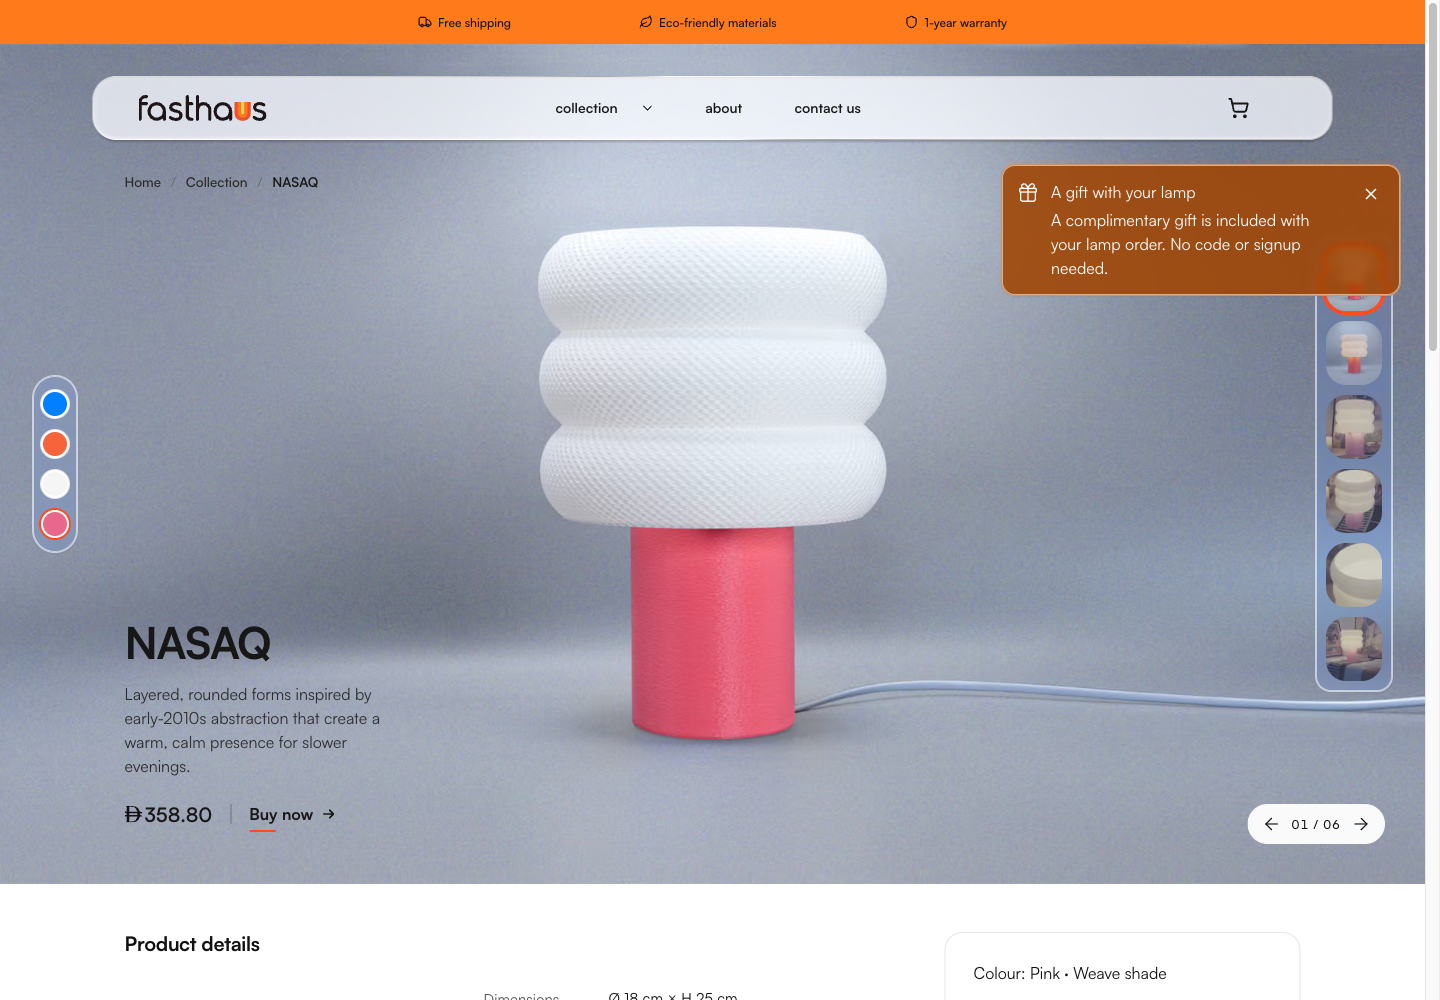 Free shipping
Eco-friendly materials
1-year warranty
fasthaus
collection
about
contact us
Home / Collection / NASAQ
A gift with your lamp
A complimentary gift is included with
your lamp order. No code or signup
needed.
NASAQ
Layered, rounded forms inspired by
early-2010s abstraction that create a
warm, calm presence for slower
evenings.
358.80
Buy now
01 / 06
Product details
Colour: Pink · Weave shade
Dimensions
Ø 18 cm × H 25 cm